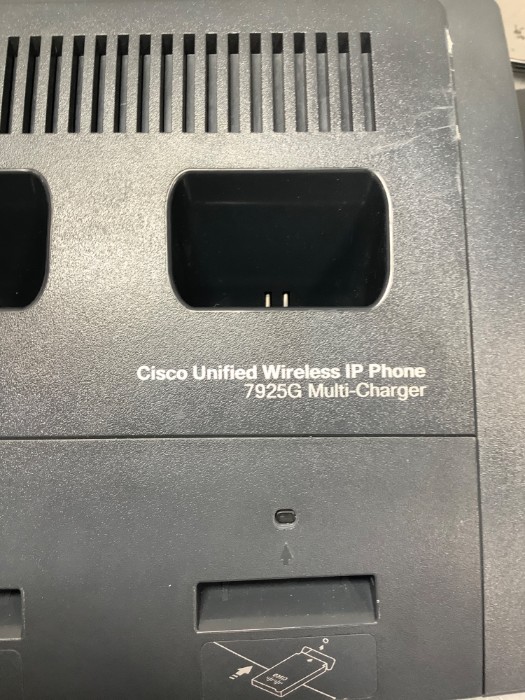 Cisco Unified Wireless IP Phone
7925G Multi-Charger